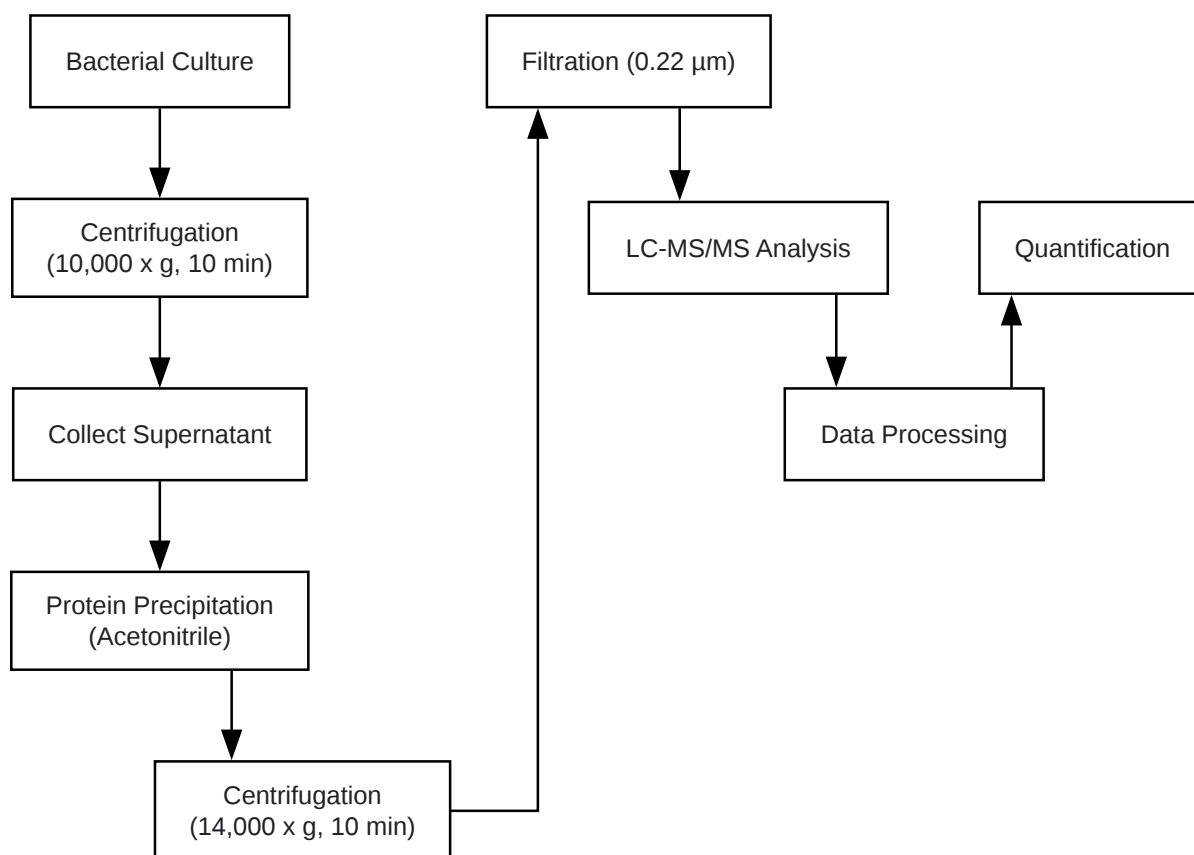 Bacterial Culture
Centrifugation
(10,000 x g, 10 min)
Collect Supernatant
Protein Precipitation
(Acetonitrile)
Centrifugation
(14,000 x g, 10 min)
Filtration (0.22 µm)
LC-MS/MS Analysis
Data Processing
Quantification